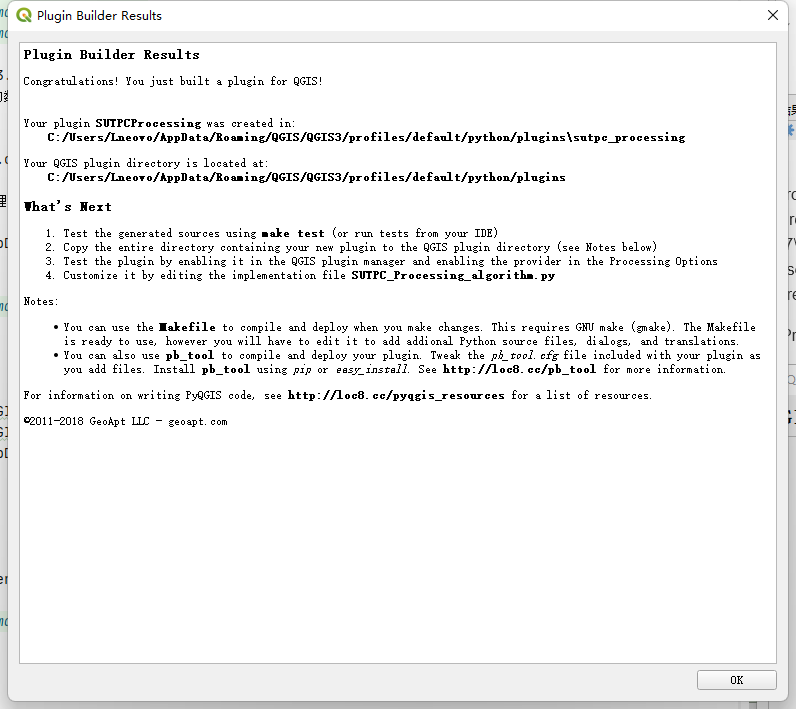 Plugin Builder Results
Plugin Builder Results
Congratulations! You just built a plugin for QGIS!
Your plugin SUTPCProcessing was created in:
C:/Users/Lneovo/AppData/Roaming/QGIS/QGIS3/profiles/default/python/plugins\sutpc_processing
Your QGIS plugin directory is located at:
C:/Users/Lneovo/AppData/Roaming/QGIS/QGIS3/profiles/default/python/plugins
What's Next
1. Test the generated sources using make test (or run tests from your IDE)
2. Copy the entire directory containing your new plugin to the QGIS plugin directory (see Notes below)
3. Test the plugin by enabling it in the QGIS plugin manager and enabling the provider in the Processing Options
4. Customize it by editing the implementation file SUTPC_Processing_algorithm.py
Notes:
• You can use the Makefile to compile and deploy when you make changes. This requires GNU make (gmake). The Makefile
is ready to use, however you will have to edit it to add addional Python source files, dialogs, and translations.
• You can also use pb_tool to compile and deploy your plugin. Tweak the pb_tool.cfg file included with your plugin as
you add files. Install pb_tool using pip or easy_install. See http://loc8.cc/pb_tool for more information.
For information on writing PyQGIS code, see http://loc8.cc/pyqgis_resources for a list of resources.
©2011-2018 GeoApt LLC - geoapt.com
OK